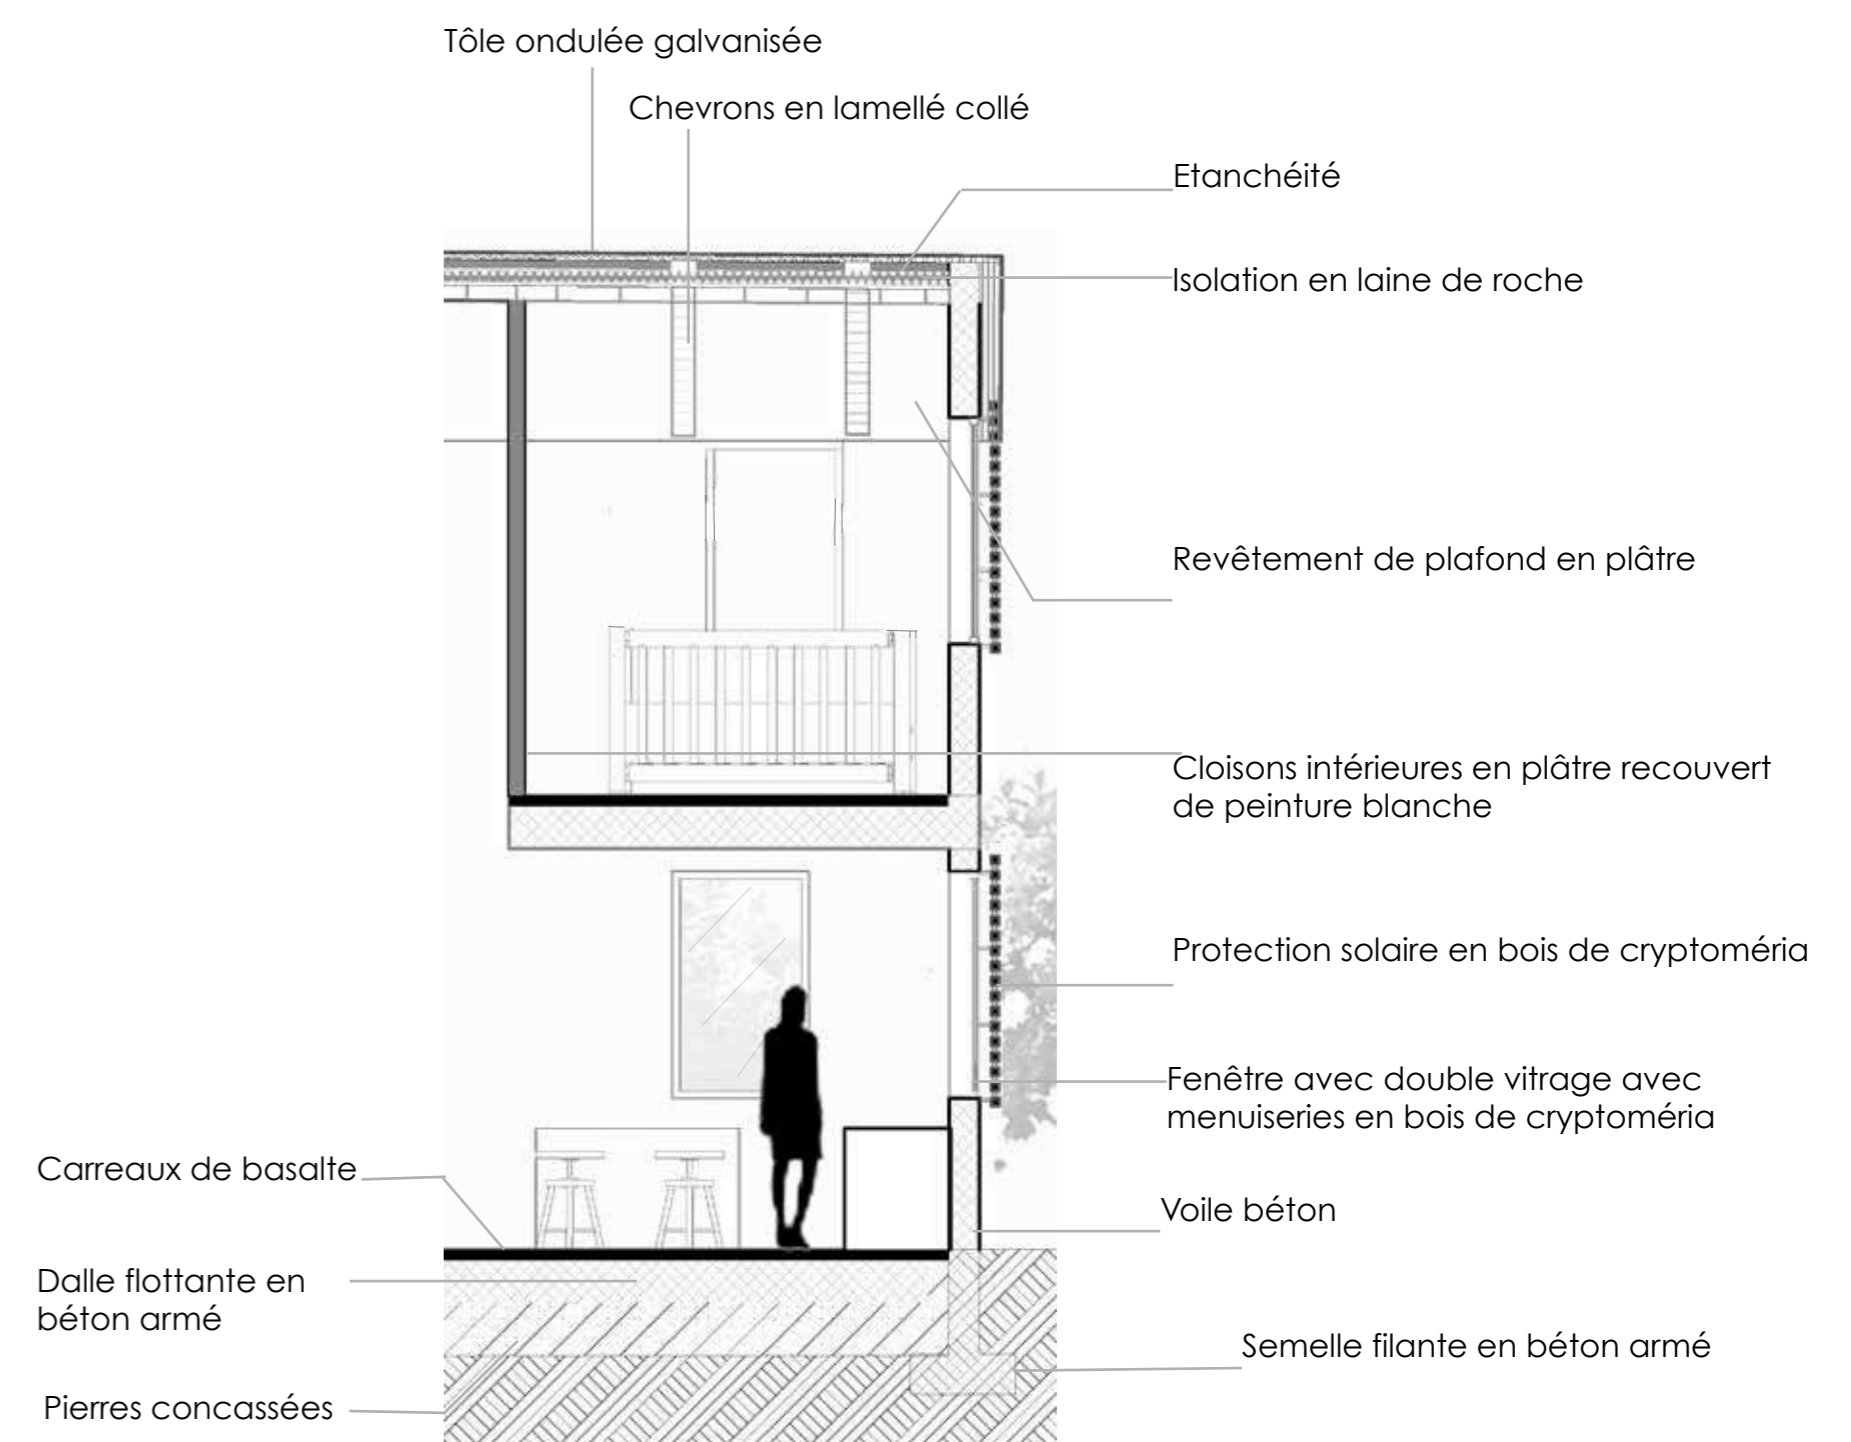 Tôle ondulée galvanisée
Chevrons en lamellé collé
Etanchéité
Isolation en laine de roche
Revêtement de plafond en plâtre
Cloisons intérieures en plâtre recouvert
de peinture blanche
Protection solaire en bois de cryptoméria
Fenêtre avec double vitrage avec
menuiseries en bois de cryptoméria
Carreaux de basalte
Voile béton
Dalle flottante en
béton armé
Semelle filante en béton armé
Pierres concassées